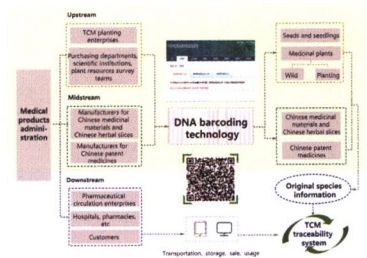 Upstream
TCM planting
enterprises
Purchasing departments,
scientific institutions,
plant resources survey
teams
Seeds and seedlings
Medicinal plants
Wild
Planting
Medical
products
admini-
stration
Midstream
Manufacturers for
Chinese medicinal
materials and
Chinese herbal slices
Manufacturers for
Chinese patent
medicines
DNA barcoding
technology
Chinese medicinal
materials and
Chinese herbal slices
Chinese patent
medicines
Downstream
Pharmaceutical
circulation enterprises
Hospitals, pharmacies,
etc
Customers
Original species
information
TCM
traceability
system
Transportation, storage, sale, usage